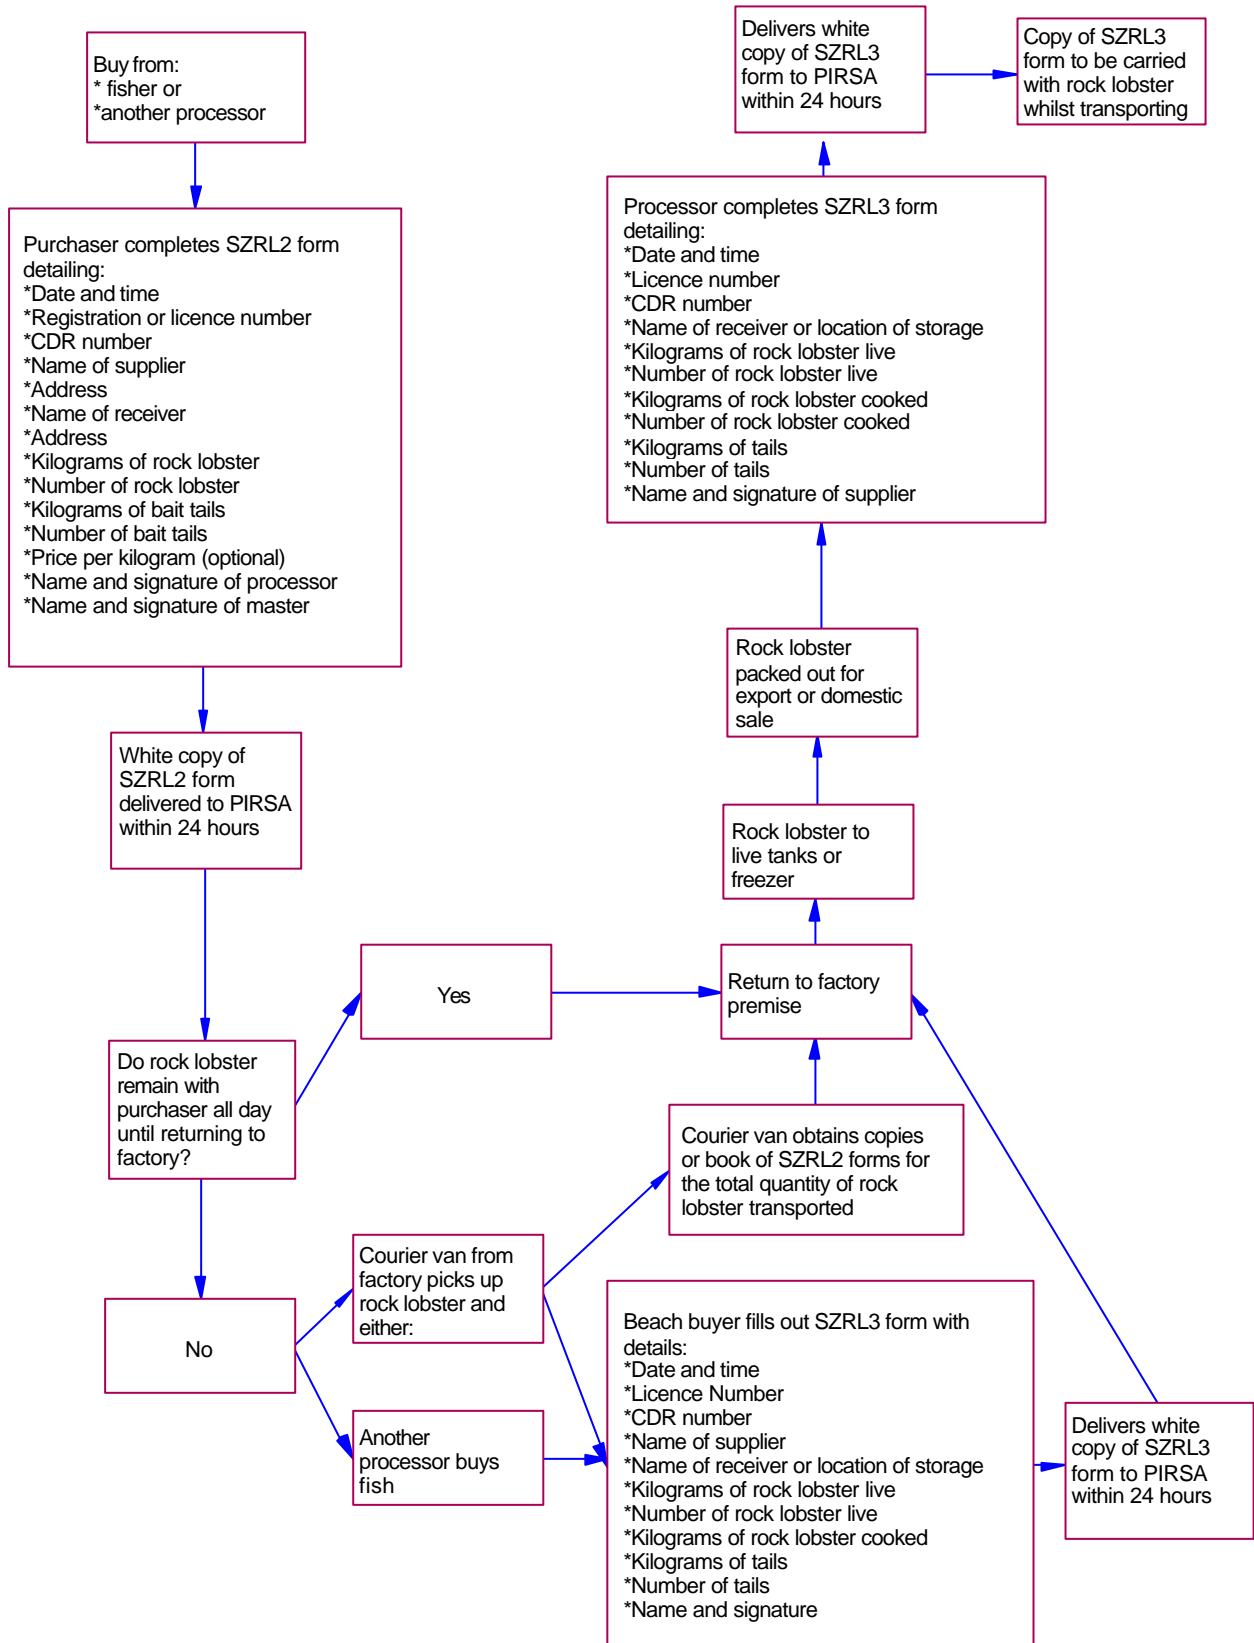 Buy from:
* fisher or
*another processor
Purchaser completes SZRL2 form
detailing:
*Date and time
*Registration or licence number
*CDR number
*Name of supplier
*Address
*Name of receiver
*Address
*Kilograms of rock lobster
*Number of rock lobster
*Kilograms of bait tails
*Number of bait tails
*Price per kilogram (optional)
*Name and signature of processor
*Name and signature of master
White copy of
SZRL2 form
delivered to PIRSA
within 24 hours
Do rock lobster
remain with
purchaser all day
until returning to
factory?
Yes
No
Courier van from
factory picks up
rock lobster and
either:
Another
processor buys
fish
Courier van obtains copies
or book of SZRL2 forms for
the total quantity of rock
lobster transported
Beach buyer fills out SZRL3 form with
details:
*Date and time
*Licence Number
*CDR number
*Name of supplier
*Name of receiver or location of storage
*Kilograms of rock lobster live
*Number of rock lobster live
*Kilograms of rock lobster cooked
*Kilograms of tails
*Number of tails
*Name and signature
Delivers white
copy of SZRL3
form to PIRSA
within 24 hours
Return to factory
premise
Rock lobster to
live tanks or
freezer
Rock lobster
packed out for
export or domestic
sale
Processor completes SZRL3 form
detailing:
*Date and time
*Licence number
*CDR number
*Name of receiver or location of storage
*Kilograms of rock lobster live
*Number of rock lobster live
*Kilograms of rock lobster cooked
*Number of rock lobster cooked
*Kilograms of tails
*Number of tails
*Name and signature of supplier
Delivers white
copy of SZRL3
form to PIRSA
within 24 hours
Copy of SZRL3
form to be carried
with rock lobster
whilst transporting